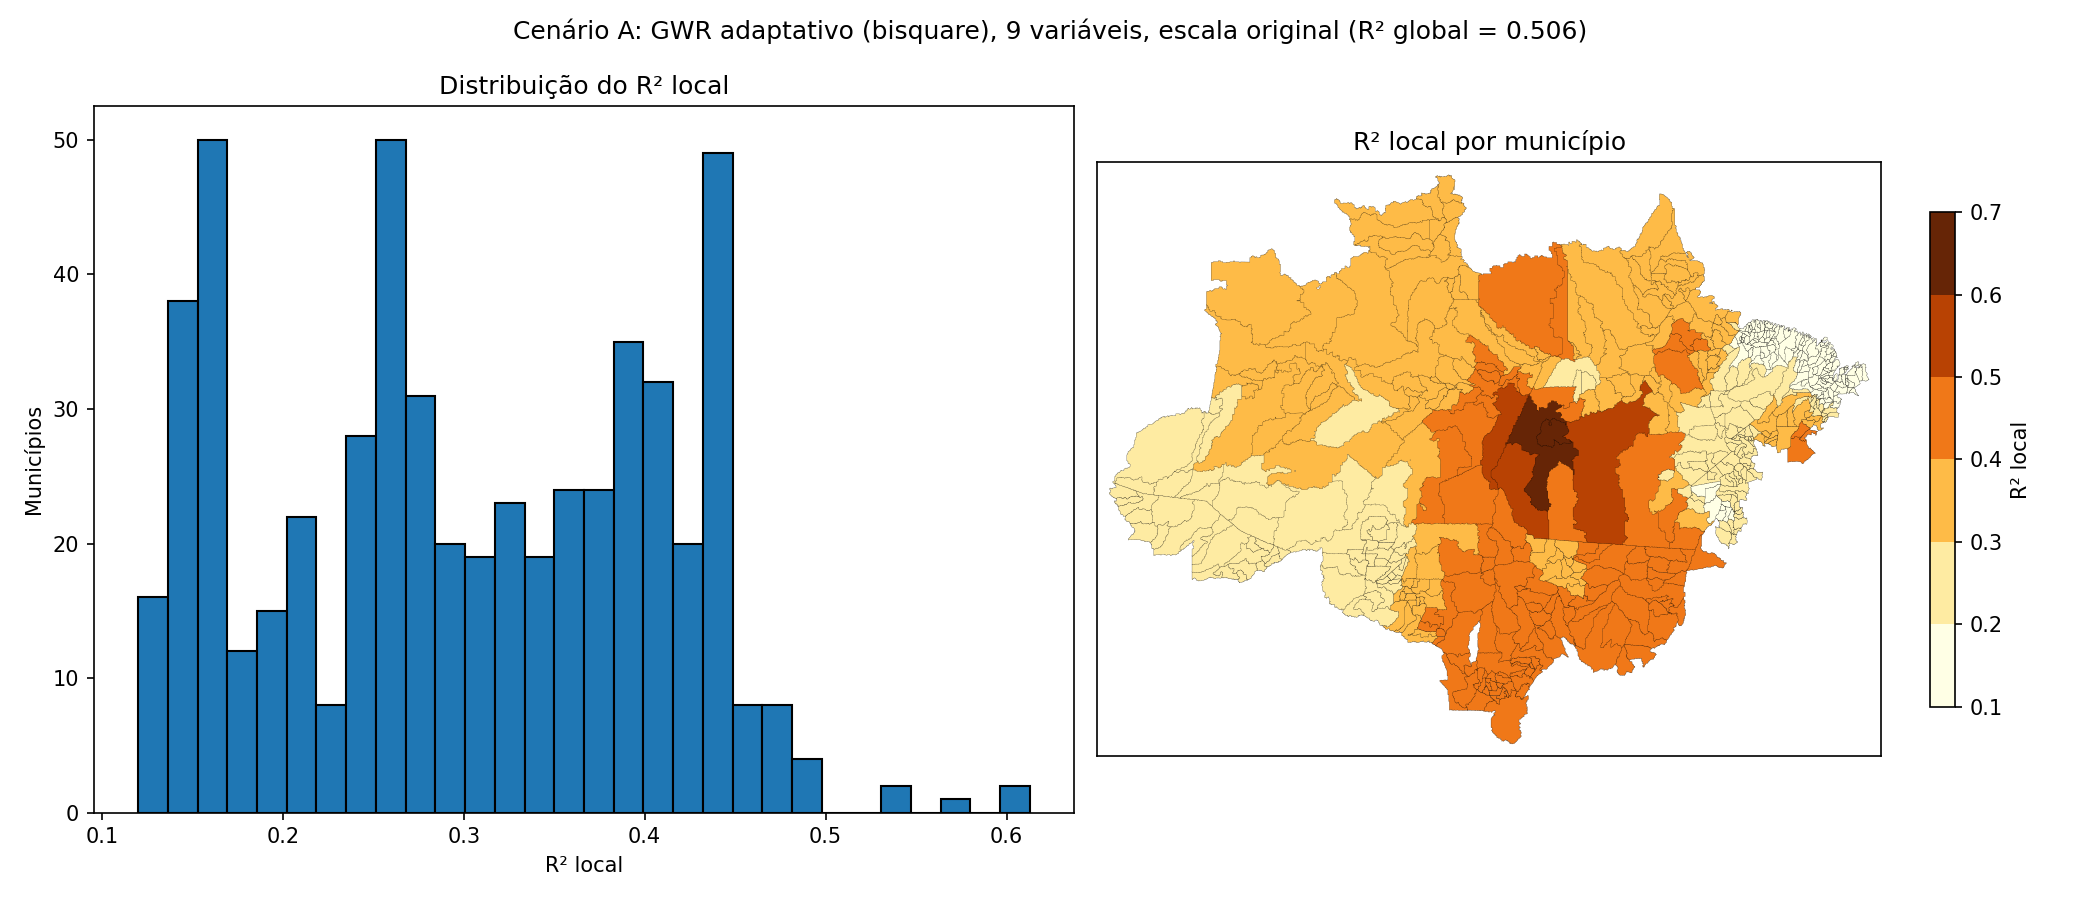 Cenário A: GWR adaptativo (bisquare), 9 variáveis, escala original (R² global = 0.506)
Distribuição do R² local
50
40
30
20
10
0
Municípios
0.1 0.2 0.3 0.4 0.5 0.6
R² local
R² local por município
0.7
0.6
0.5
0.4
0.3
0.2
0.1
R² local